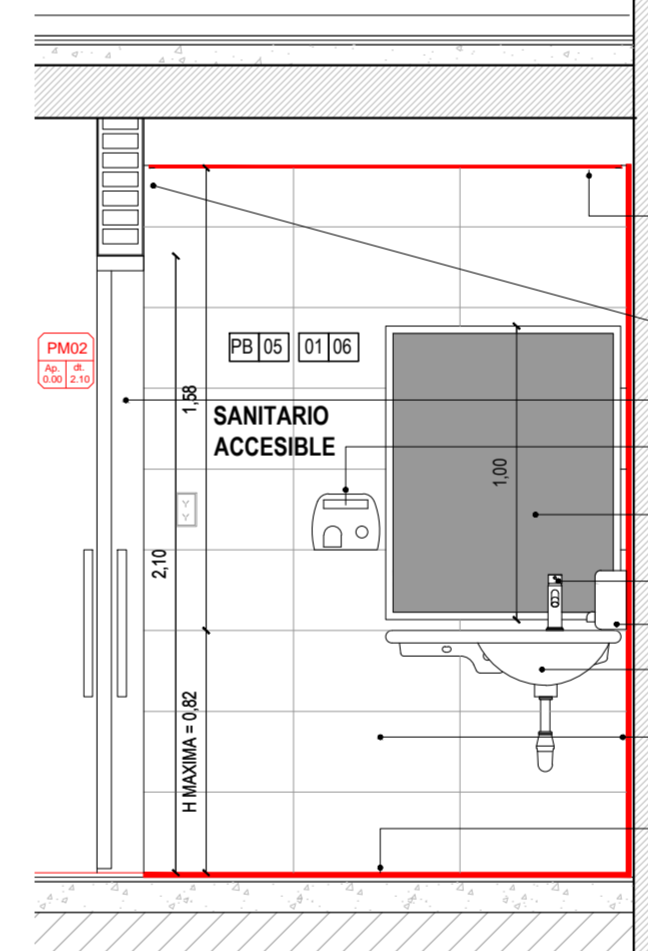 PB 05 01 06
PM02
Ap. dt.
0.00 2.10
1,58
SANITARIO
ACCESIBLE
1,00
2,10
H MAXIMA = 0,82